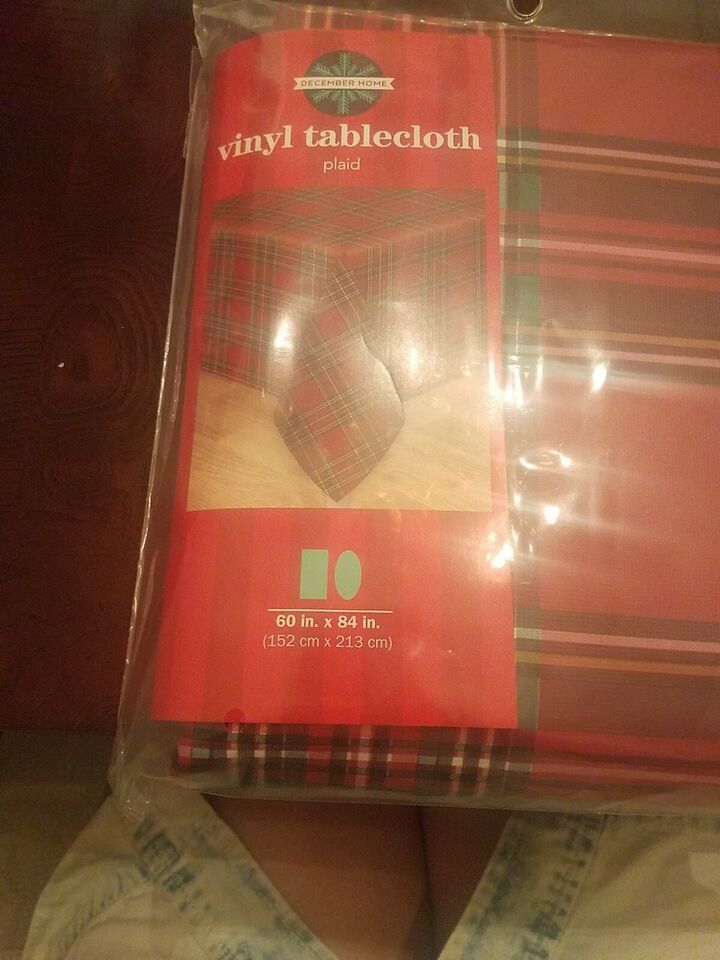 DECEMBER HOME
vinyl tablecloth
plaid
60 in. x 84 in.
(152 cm x 213 cm)